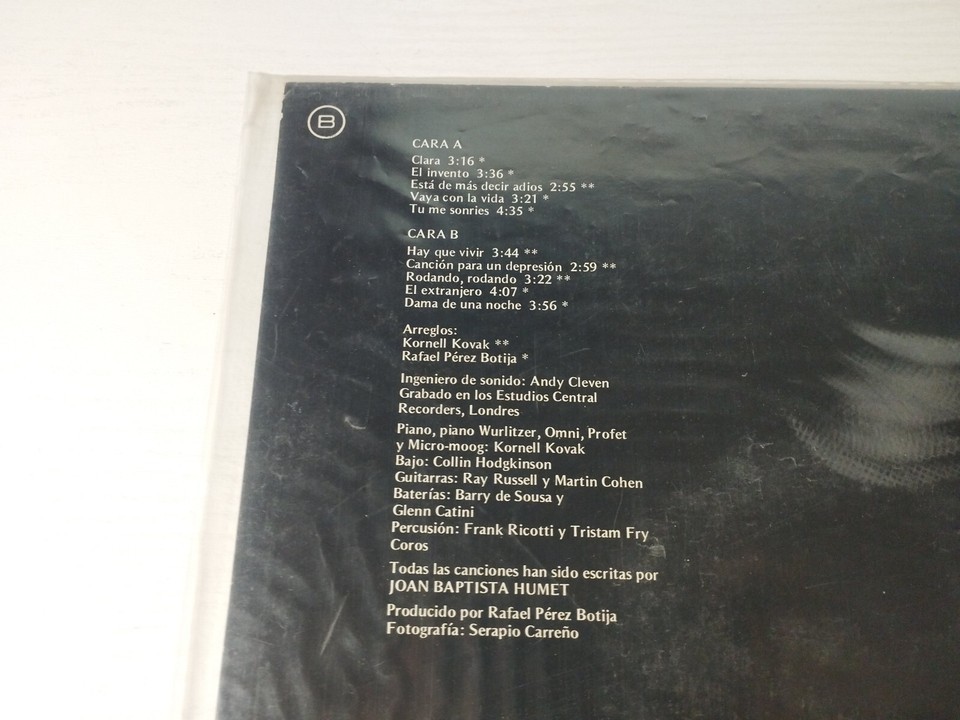 B
CARA A
Clara 3:16 *
El invento 3:36 *
Está de más decir adios 2:55 **
Vaya con la vida 3:21 *
Tu me sonries 4:35 *
CARA B
Hay que vivir 3:44 **
Canción para un depresión 2:59 **
Rodando, rodando 3:22 **
El extranjero 4:07 *
Dama de una noche 3:56 *
Arreglos:
Kornell Kovak **
Rafael Pérez Botija *
Ingeniero de sonido: Andy Cleven
Grabado en los Estudios Central
Recorders, Londres
Piano, piano Wurlitzer, Omni, Profet
y Micro-moog: Kornell Kovak
Bajo: Collin Hodgkinson
Guitarras: Ray Russell y Martin Cohen
Baterías: Barry de Sousa y
Glenn Catini
Percusión: Frank Ricotti y Tristam Fry
Coros
Todas las canciones han sido escritas por
JOAN BAPTISTA HUMET
Producido por Rafael Pérez Botija
Fotografía: Serapio Carreño